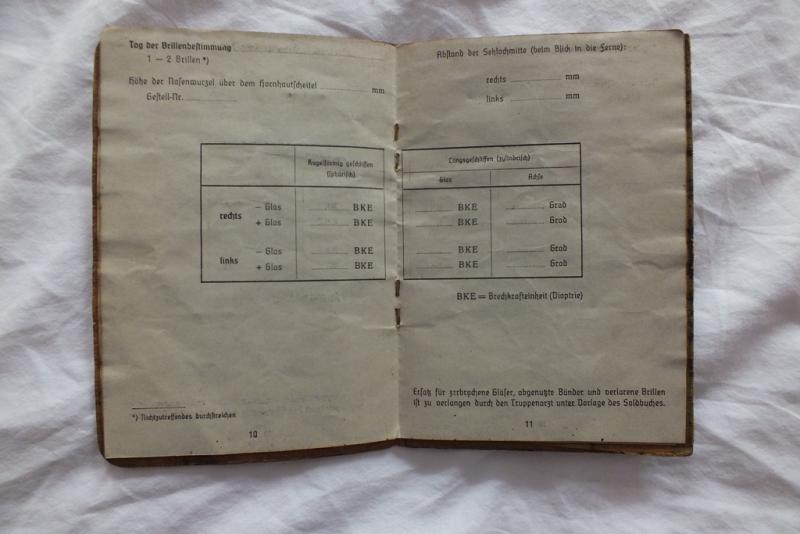 Tag der Brillenbestimmung
1 — 2 Brillen *)
Höhe der Nasenwurzel über dem Hornhautscheitel mm
Gestell-Nr.
Kugelförmig geschliffen
(sphärisch)
rechts
— Glas BKE
+ Glas BKE
links
— Glas BKE
+ Glas BKE
*) Nichtzutreffendes durchstreichen
10
Abstand der Sehlochmitte (beim Blick in die Ferne):
rechts mm
links mm
Längsgeschliffen (zylindrisch)
Glas Achse
BKE Grad
BKE Grad
BKE Grad
BKE Grad
BKE = Brechkrafteinheit (Dioptrie)
Ersatz für zerbrochene Gläser, abgenutzte Bänder und verlorene Brillen
ist zu verlangen durch den Truppenarzt unter Vorlage des Soldbuches.
11